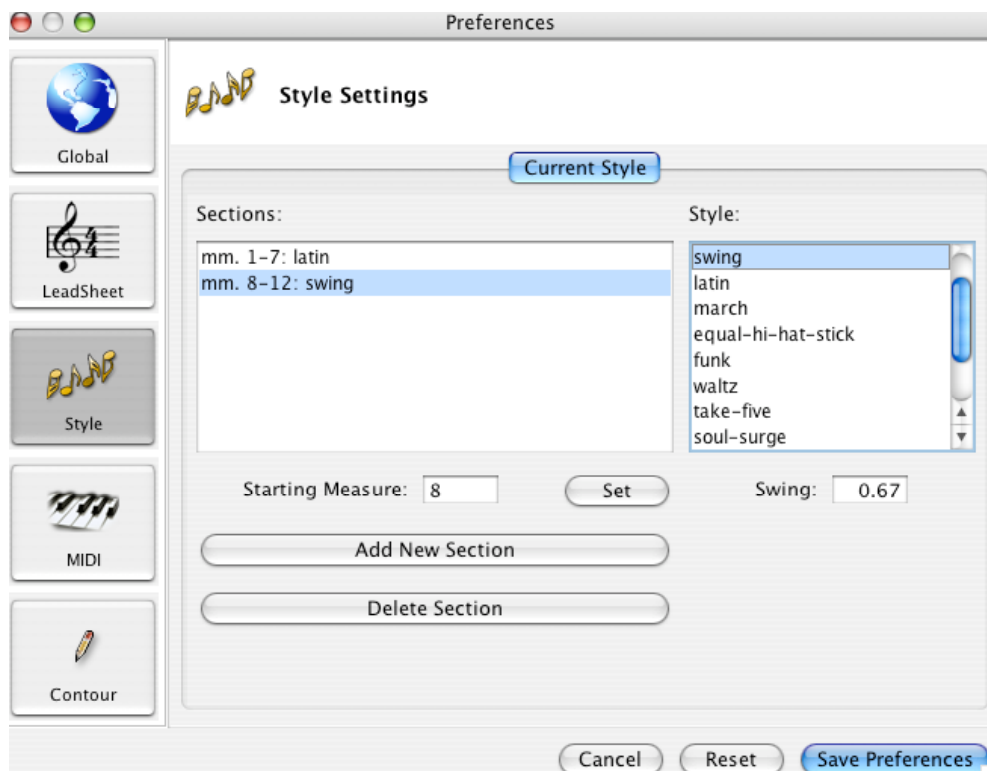 Preferences
Global
LeadSheet
Style
MIDI
Contour
Style Settings
Current Style
Sections:
mm. 1-7: latin
mm. 8-12: swing
Style:
swing
latin
march
equal-hi-hat-stick
funk
waltz
take-five
soul-surge
Starting Measure: 8 Set
Swing: 0.67
Add New Section
Delete Section
Cancel Reset Save Preferences